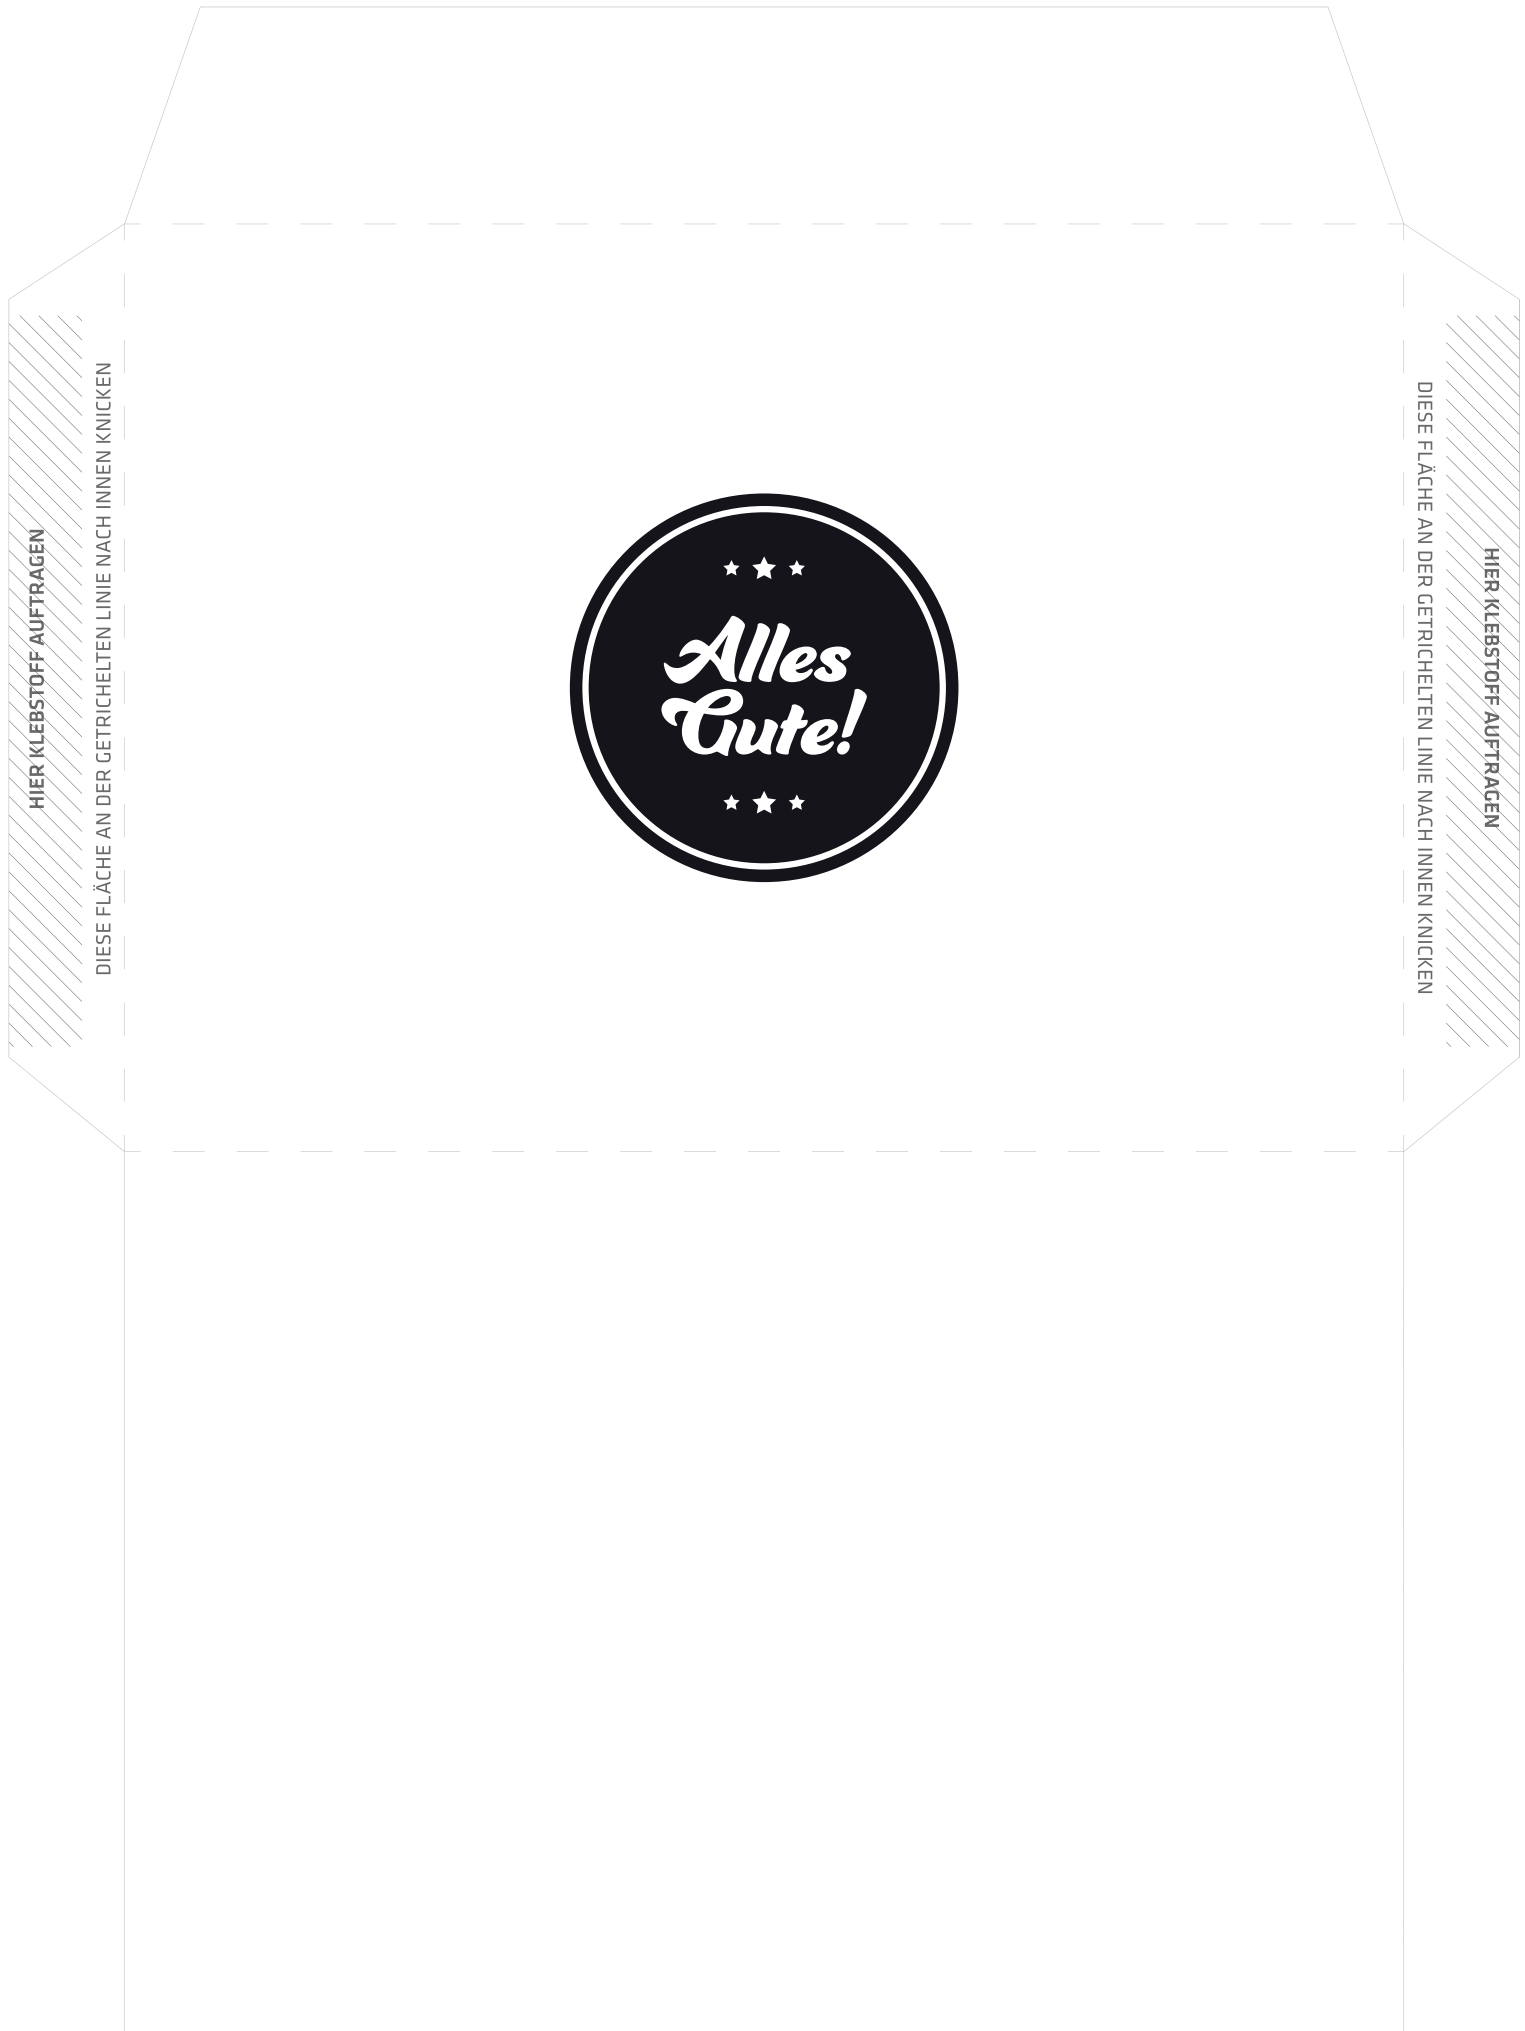 HIER KLEBSTOFF AUFTRAGEN
DIESE FLÄCHE AN DER GETRICHELTEN LINIE NACH INNEN KNICKEN
Alles
Gute!
DIESE FLÄCHE AN DER GETRICHELTEN LINIE NACH INNEN KNICKEN
HIER KLEBSTOFF AUFTRAGEN